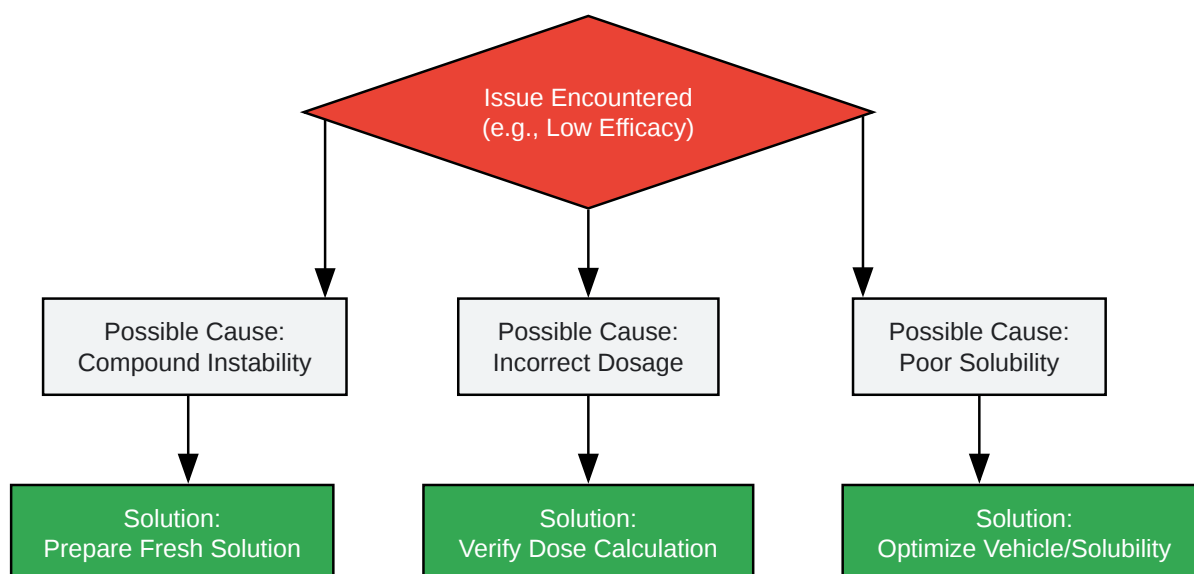 Issue Encountered
(e.g., Low Efficacy)
Possible Cause:
Compound Instability
Possible Cause:
Incorrect Dosage
Possible Cause:
Poor Solubility
Solution:
Prepare Fresh Solution
Solution:
Verify Dose Calculation
Solution:
Optimize Vehicle/Solubility